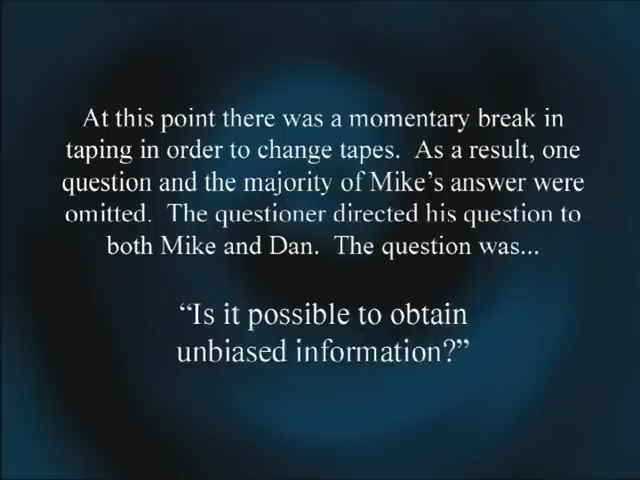 At this point there was a momentary break in
taping in order to change tapes.  As a result, one
question and the majority of Mike’s answer were
omitted.  The questioner directed his question to
both Mike and Dan.  The question was...
“Is it possible to obtain
unbiased information?”